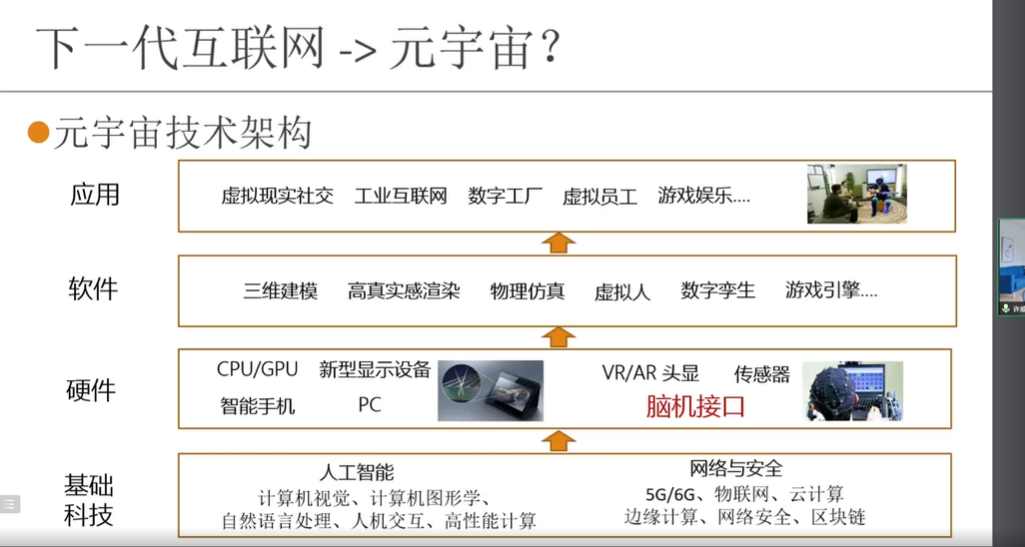 下一代互联网 -> 元宇宙？
元宇宙技术架构
应用
虚拟现实社交 工业互联网 数字工厂 虚拟员工 游戏娱乐....
软件
三维建模 高真实感渲染 物理仿真 虚拟人 数字孪生 游戏引擎....
硬件
CPU/GPU 新型显示设备
智能手机 PC
VR/AR 头显 传感器
脑机接口
基础
科技
人工智能
计算机视觉、计算机图形学、
自然语言处理、人机交互、高性能计算
网络与安全
5G/6G、物联网、云计算
边缘计算、网络安全、区块链